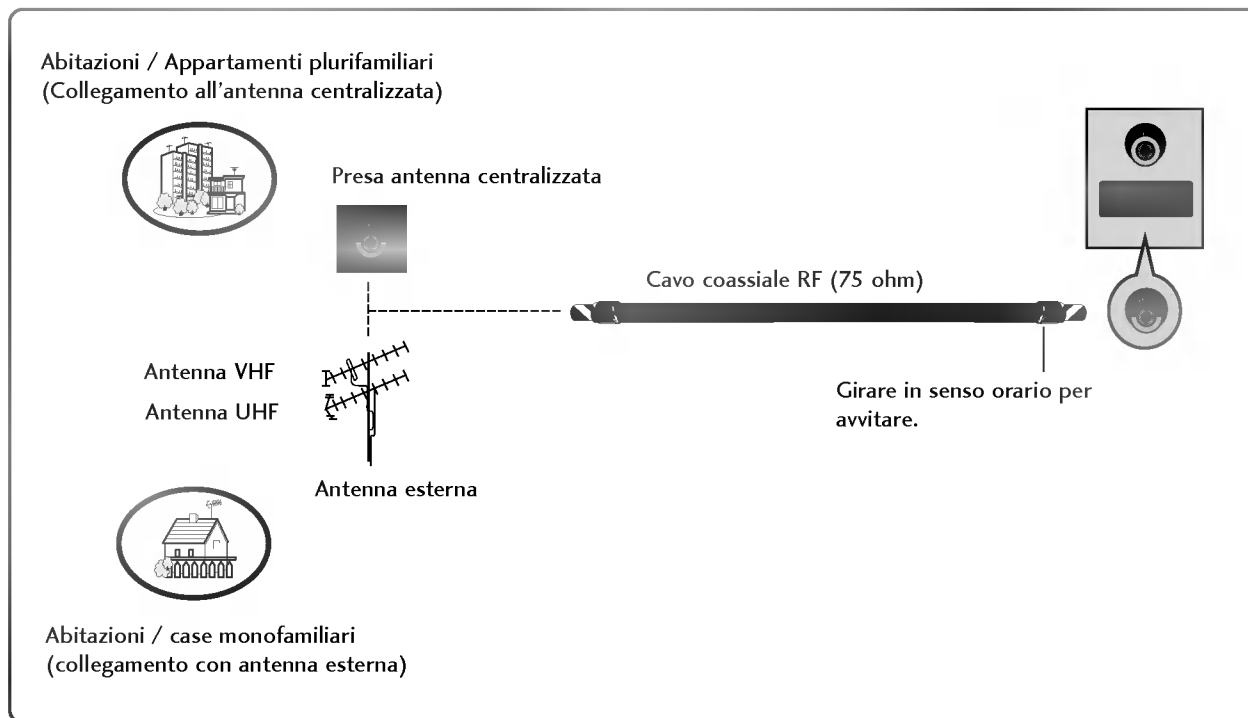 Abitazioni / Appartamenti plurifamiliari
(Collegamento all'antenna centralizzata)
Presa antenna centralizzata
Cavo coassiale RF (75 ohm)
Antenna VHF
Antenna UHF
Girare in senso orario per
avvitare.
Antenna esterna
Abitazioni / case monofamiliari
(collegamento con antenna esterna)